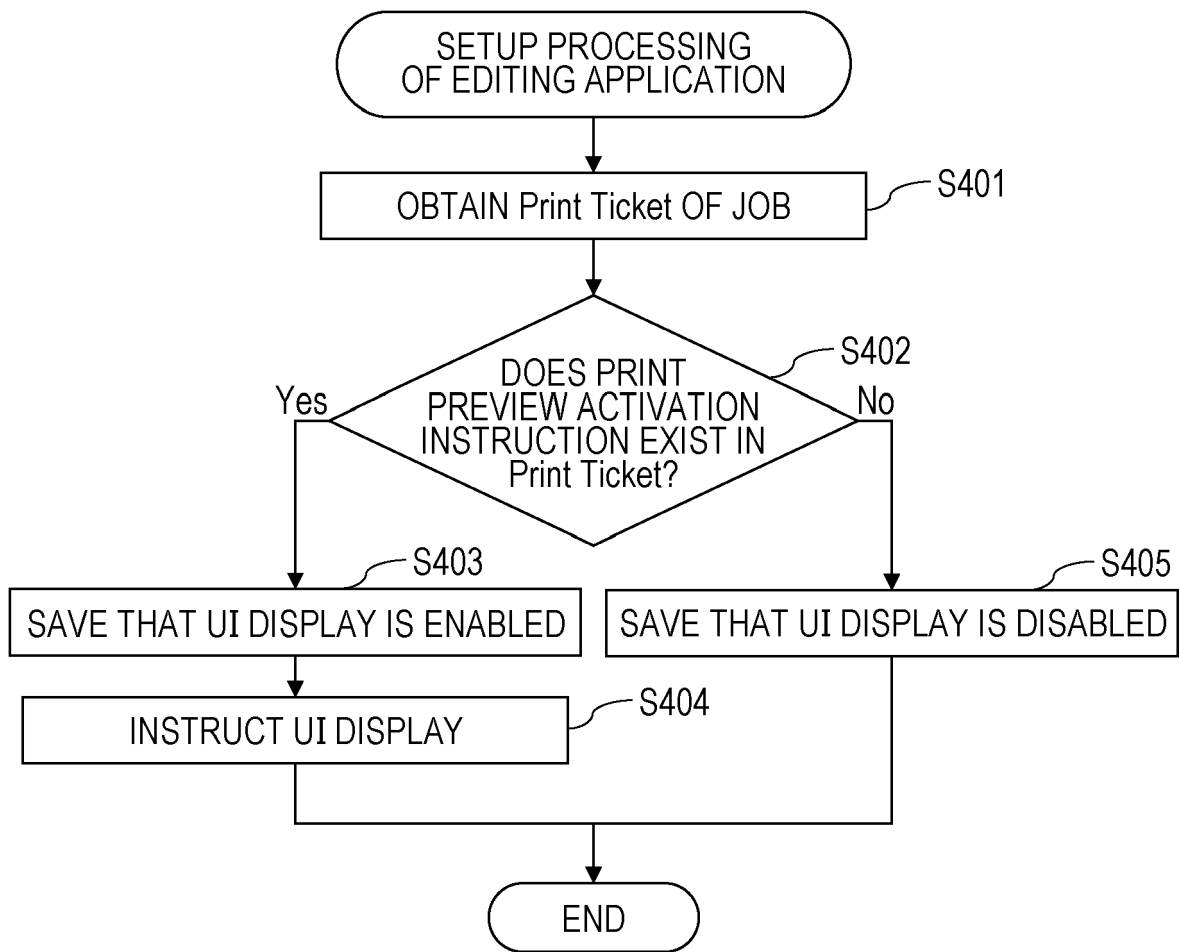 SETUP PROCESSING
OF EDITING APPLICATION
OBTAIN Print Ticket OF JOB
S401
DOES PRINT
PREVIEW ACTIVATION
INSTRUCTION EXIST IN
Print Ticket?
S402
Yes
No
S403
SAVE THAT UI DISPLAY IS ENABLED
S405
SAVE THAT UI DISPLAY IS DISABLED
INSTRUCT UI DISPLAY
S404
END